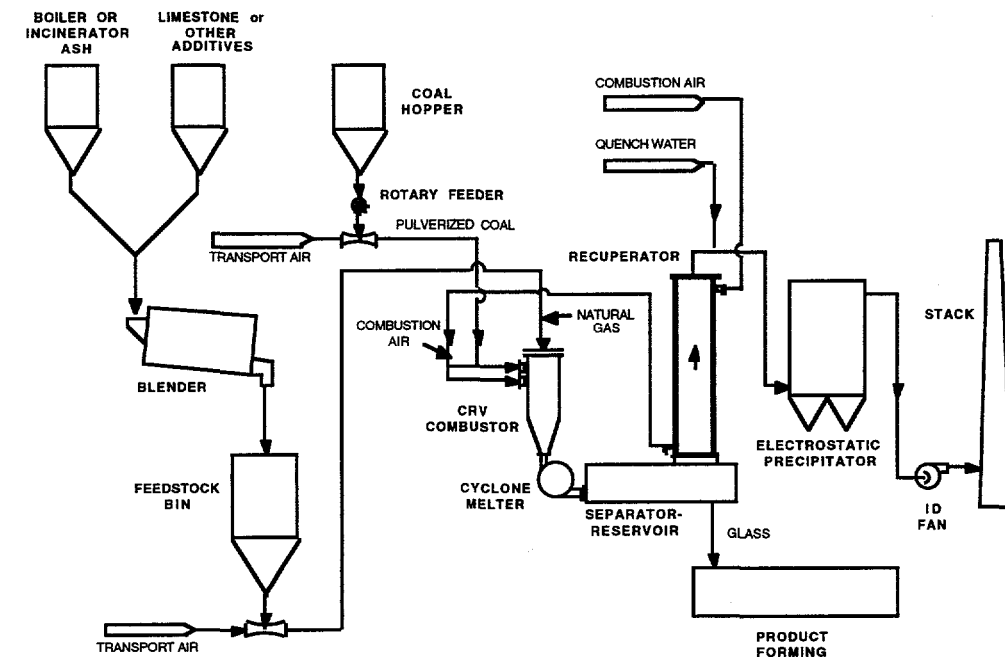 BOILER OR
INCINERATOR
ASH
LIMESTONE or
OTHER
ADDITIVES
COAL
HOPPER
COMBUSTION AIR
QUENCH WATER
ROTARY FEEDER
PULVERIZED COAL
TRANSPORT AIR
RECUPERATOR
STACK
COMBUSTION
AIR
NATURAL
GAS
BLENDER
CRV
COMBUSTOR
ELECTROSTATIC
PRECIPITATOR
FEEDSTOCK
BIN
CYCLONE
MELTER
SEPARATOR-
RESERVOIR
ID
FAN
GLASS
TRANSPORT AIR
PRODUCT
FORMING